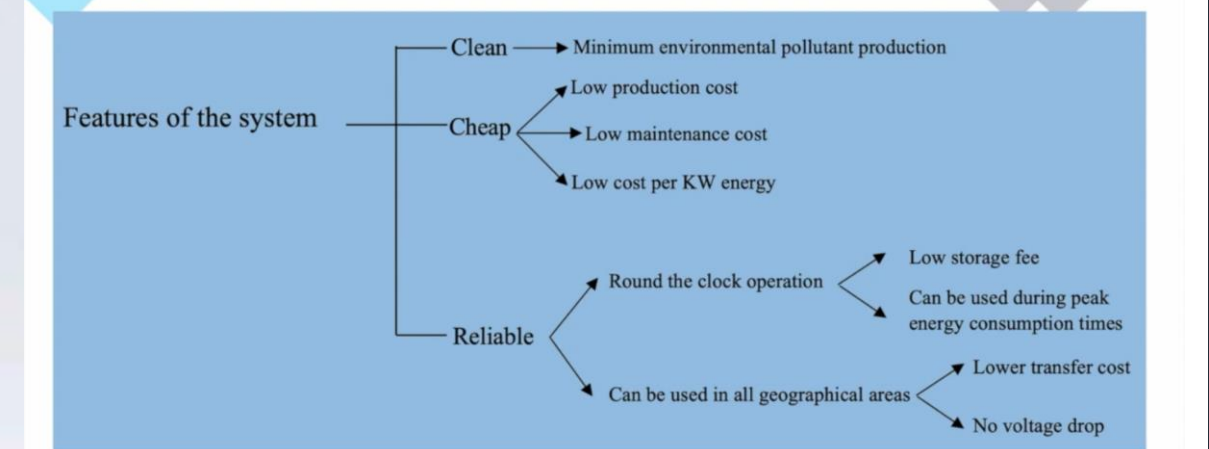 Features of the system
Clean
Minimum environmental pollutant production
Cheap
Low production cost
Low maintenance cost
Low cost per KW energy
Reliable
Round the clock operation
Low storage fee
Can be used during peak
energy consumption times
Can be used in all geographical areas
Lower transfer cost
No voltage drop